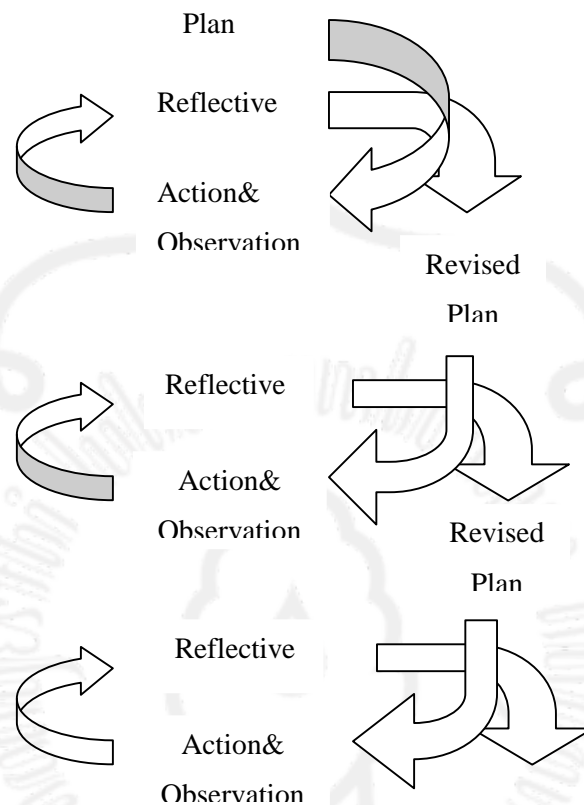 Plan
Reflective
Action&
Observation
Revised
Plan
Reflective
Action&
Observation
Revised
Plan
Reflective
Action&
Observation